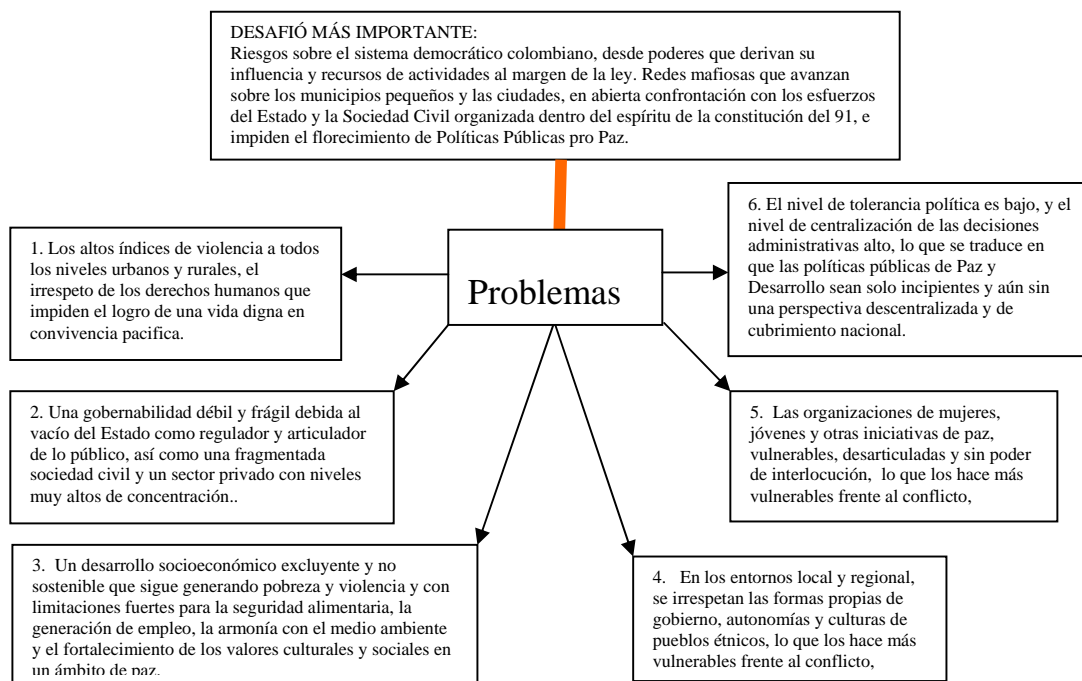 DESAFIÓ MÁS IMPORTANTE:
Riesgos sobre el sistema democrático colombiano, desde poderes que derivan su
influencia y recursos de actividades al margen de la ley. Redes mafiosas que avanzan
sobre los municipios pequeños y las ciudades, en abierta confrontación con los esfuerzos
del Estado y la Sociedad Civil organizada dentro del espíritu de la constitución del 91, e
impiden el florecimiento de Políticas Públicas pro Paz.
Problemas
1. Los altos índices de violencia a todos
los niveles urbanos y rurales, el
irrespeto de los derechos humanos que
impiden el logro de una vida digna en
convivencia pacifica.
2. Una gobernabilidad débil y frágil debida al
vacío del Estado como regulador y articulador
de lo público, así como una fragmentada
sociedad civil y un sector privado con niveles
muy altos de concentración..
3. Un desarrollo socioeconómico excluyente y no
sostenible que sigue generando pobreza y violencia y con
limitaciones fuertes para la seguridad alimentaria, la
generación de empleo, la armonía con el medio ambiente
y el fortalecimiento de los valores culturales y sociales en
un ámbito de paz.
4. En los entornos local y regional,
se irrespetan las formas propias de
gobierno, autonomías y culturas de
pueblos étnicos, lo que los hace más
vulnerables frente al conflicto,
5. Las organizaciones de mujeres,
jóvenes y otras iniciativas de paz,
vulnerables, desarticuladas y sin poder
de interlocución, lo que los hace más
vulnerables frente al conflicto,
6. El nivel de tolerancia política es bajo, y el
nivel de centralización de las decisiones
administrativas alto, lo que se traduce en
que las políticas públicas de Paz y
Desarrollo sean solo incipientes y aún sin
una perspectiva descentralizada y de
cubrimiento nacional.